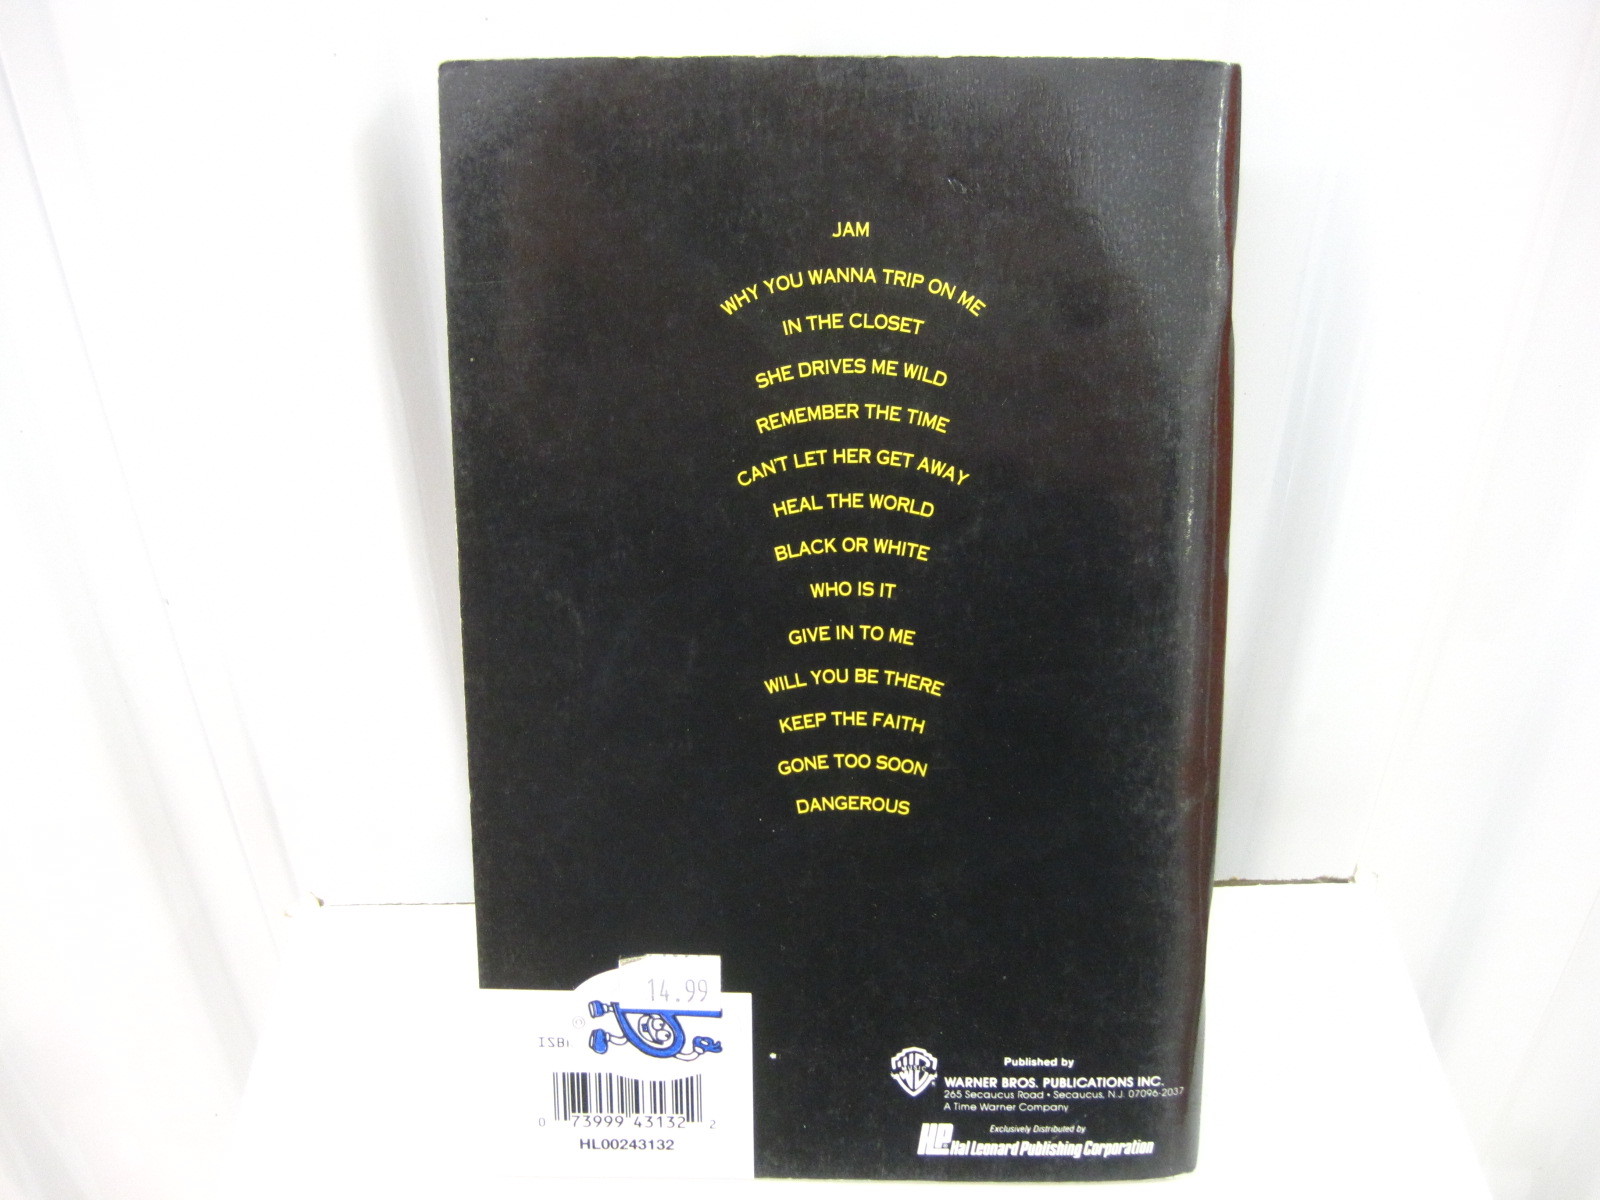 JAM
WHY YOU WANNA TRIP ON ME
IN THE CLOSET
SHE DRIVES ME WILD
REMEMBER THE TIME
CAN'T LET HER GET AWAY
HEAL THE WORLD
BLACK OR WHITE
WHO IS IT
GIVE IN TO ME
WILL YOU BE THERE
KEEP THE FAITH
GONE TOO SOON
DANGEROUS
14.99
0 73999 43132 2
HL00243132
Published by
WARNER BROS. PUBLICATIONS INC.
265 Secaucus Road • Secaucus, N.J. 07096-2037
A Time Warner Company
Exclusively Distributed by
Hal Leonard Publishing Corporation